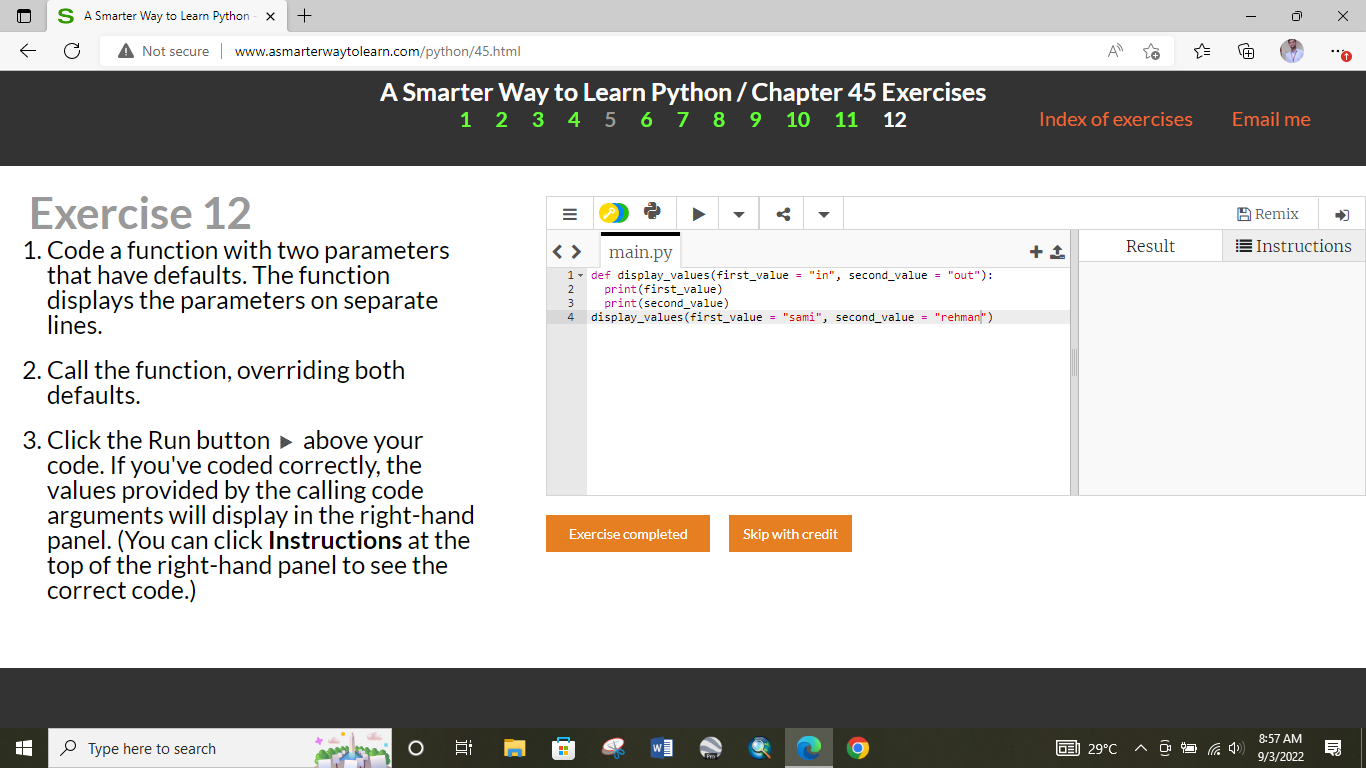 A Smarter Way to Learn Python -
Not secure www.asmarterwaytolearn.com/python/45.html
A Smarter Way to Learn Python / Chapter 45 Exercises
1 2 3 4 5 6 7 8 9 10 11 12
Index of exercises Email me
Exercise 12
1. Code a function with two parameters
that have defaults. The function
displays the parameters on separate
lines.
2. Call the function, overriding both
defaults.
3. Click the Run button above your
code. If you've coded correctly, the
values provided by the calling code
arguments will display in the right-hand
panel. (You can click Instructions at the
top of the right-hand panel to see the
correct code.)
Remix
main.py
Result Instructions
1 def display_values(first_value = "in", second_value = "out"):
2 print(first_value)
3 print(second_value)
4 display_values(first_value = "sami", second_value = "rehman")
Exercise completed Skip with credit
Type here to search
29°C
8:57 AM
9/3/2022